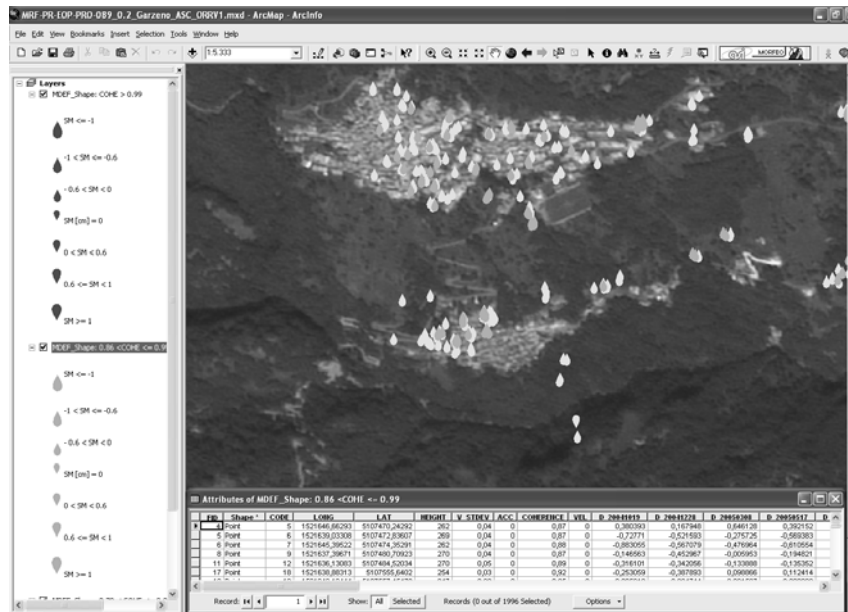 MRF-PR-EOP-PRO-089_0.2_Garzeno_ASC_ORRY1.mxd - ArcMap - ArcInfo
File Edit View Bookmarks Insert Selection Tools Window Help
1:5.333
MORFEO
Layers
MDEF_Shape: COHE > 0.99
SM <= -1
-1 < SM <= -0.6
-0.6 < SM < 0
SM [cm] = 0
0 < SM < 0.6
0.6 <= SM < 1
SM >= 1
MDEF_Shape: 0.86 <COHE <= 0.99
SM <= -1
-1 < SM <= -0.6
-0.6 < SM < 0
SM [cm] = 0
0 < SM < 0.6
0.6 <= SM < 1
SM >= 1
Attributes of MDEF_Shape: 0.86 <COHE <= 0.99
FID Shape * CODE LONG LAT HEIGHT V_STDEV ACC COHERENCE VEL D_20041019 D_20041228 D_20050308 D_20050517
4 Point 5 1521646,66293 5107470,24292 262 0,04 0 0,87 0 0,380393 0,167948 0,646128 0,392152
5 Point 6 1521639,03308 5107472,83607 269 0,04 0 0,87 0 -0,72771 -0,521593 -0,275725 -0,569383
6 Point 7 1521645,39522 5107474,35291 262 0,04 0 0,88 0 -0,883055 -0,567079 -0,476964 -0,610554
8 Point 9 1521637,39671 5107480,70923 270 0,04 0 0,87 0 -0,146563 -0,452967 -0,005953 -0,194821
11 Point 12 1521636,13083 5107484,52034 270 0,05 0 0,89 0 -0,316101 -0,342056 -0,133888 -0,135352
17 Point 18 1521638,88313 5107555,6402 254 0,03 0 0,92 0 -0,253059 -0,387893 0,098866 0,112414
Record: 1 Show: All Selected Records (0 out of 1996 Selected) Options